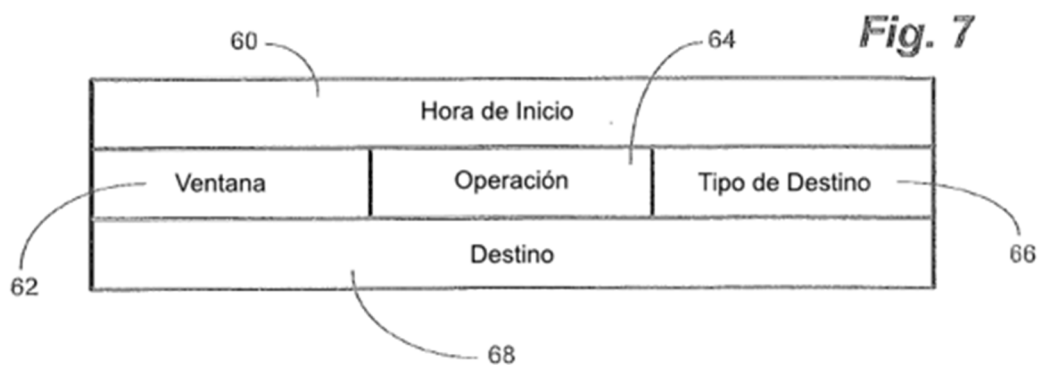 Fig. 7
60
64
Hora de Inicio
Ventana
Operación
Tipo de Destino
62
Destino
66
68